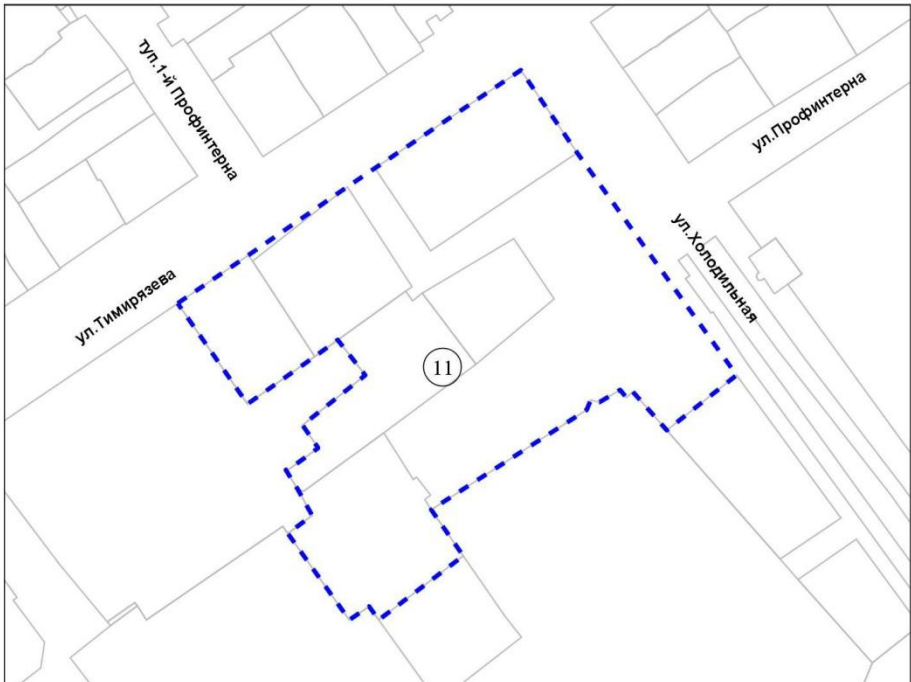 туп.1-й Профинтерна
ул.Профинтерна
ул.Холодильная
ул.Тимирязева
11